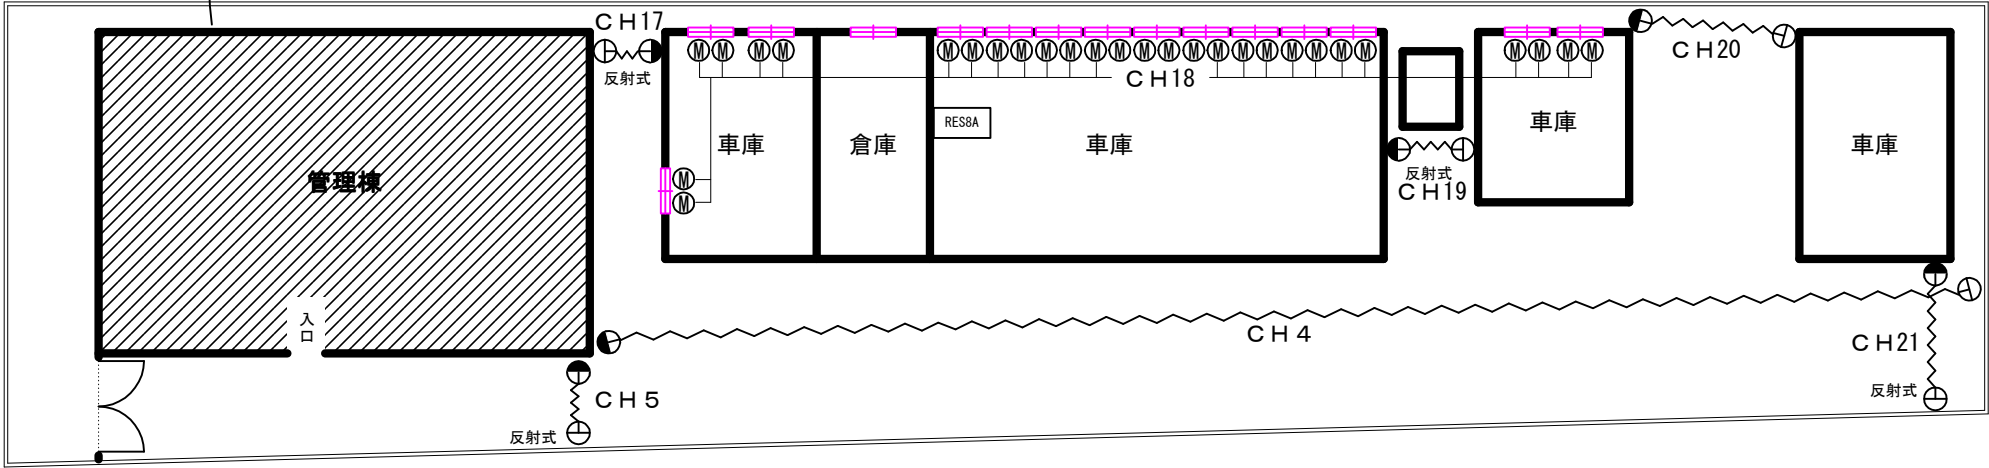 ＣＨ17
反射式
Ⓜ Ⓜ Ⓜ Ⓜ Ⓜ Ⓜ Ⓜ Ⓜ Ⓜ Ⓜ Ⓜ Ⓜ Ⓜ Ⓜ Ⓜ Ⓜ Ⓜ Ⓜ Ⓜ Ⓜ Ⓜ Ⓜ Ⓜ Ⓜ Ⓜ Ⓜ
ＣＨ18
ＣＨ20
RES8A
車庫
倉庫
車庫
車庫
車庫
反射式
ＣＨ19
管理棟
Ⓜ
Ⓜ
入口
ＣＨ４
ＣＨ21
反射式
ＣＨ５
反射式